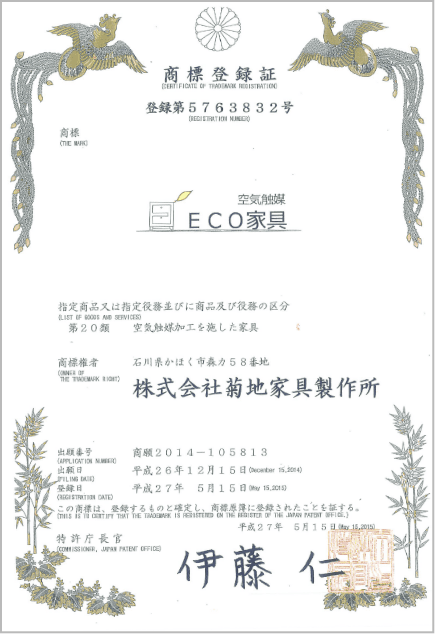 商標登録証
(CERTIFICATE OF TRADEMARK REGISTRATION)
登録第5763832号
(REGISTRATION NUMBER)
商標
(THE MARK)
空気触媒
ECO家具
指定商品又は指定役務並びに商品及び役務の区分
(LIST OF GOODS AND SERVICES)
第20類 空気触媒加工を施した家具
商標権者 石川県かほく市森カ58番地
(OWNER OF THE TRADEMARK RIGHT)
株式会社菊地家具製作所
出願番号 商願2014-105813
(APPLICATION NUMBER)
出願日 平成26年12月15日(December 15,2014)
(FILING DATE)
登録日 平成27年 5月15日(May 15,2015)
(REGISTRATION DATE)
この商標は、登録するものと確定し、商標原簿に登録されたことを証する。
(THIS IS TO CERTIFY THAT THE TRADEMARK IS REGISTERED ON THE REGISTER OF THE JAPAN PATENT OFFICE.)
平成27年 5月15日(May 15,2015)
特許庁長官
(COMMISSIONER, JAPAN PATENT OFFICE)
伊藤 仁